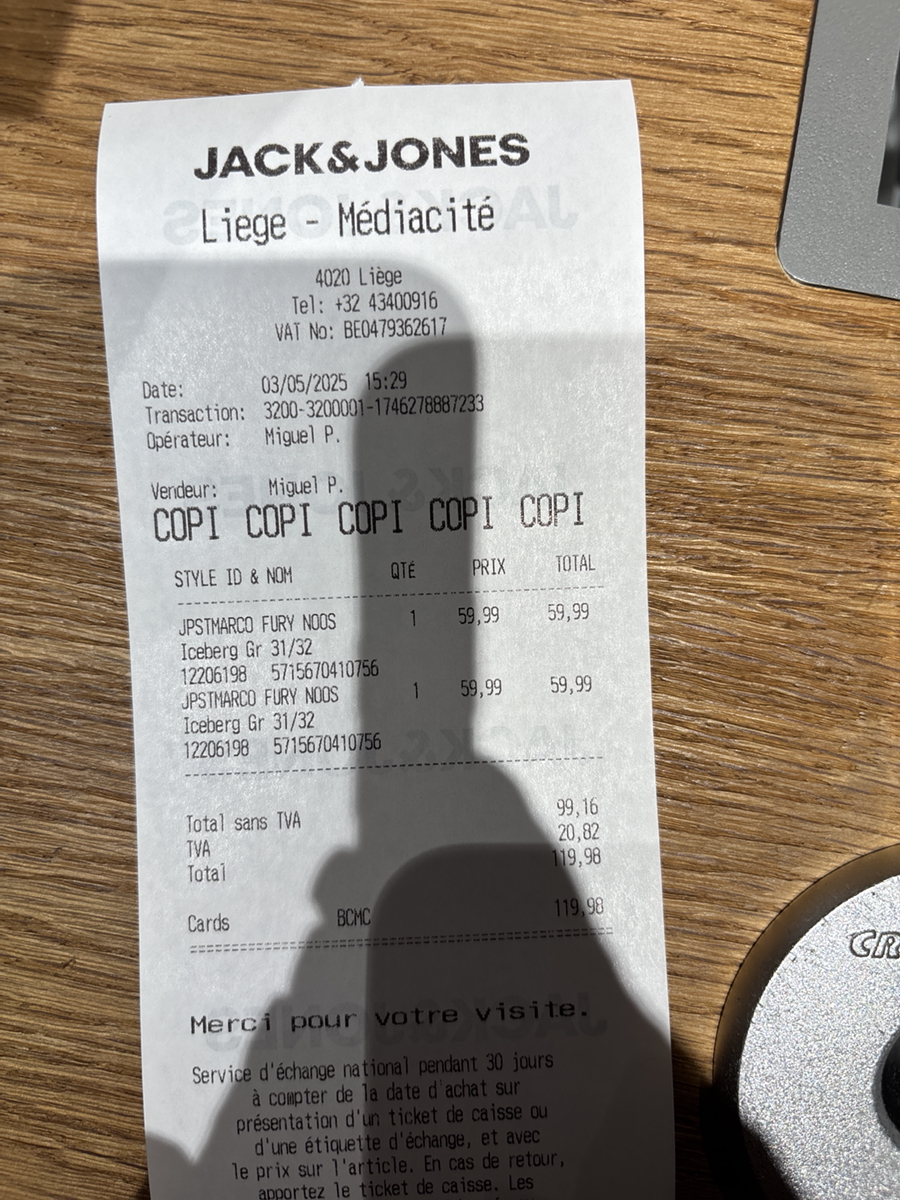 JACK&JONES
Liege - Médiacité
4020 Liège
Tel: +32 43400916
VAT No: BE0479362617
Date: 03/05/2025 15:29
Transaction: 3200-3200001-1746278887233
Opérateur: Miguel P.
Vendeur: Miguel P.
COPI COPI COPI COPI COPI
STYLE ID & NOM QTÉ PRIX TOTAL
JPSTMARCO FURY NOOS 1 59,99 59,99
Iceberg Gr 31/32
12206198 5715670410756
JPSTMARCO FURY NOOS 1 59,99 59,99
Iceberg Gr 31/32
12206198 5715670410756
Total sans TVA 99,16
TVA 20,82
Total 119,98
Cards BCMC 119,98
Merci pour votre visite.
Service d'échange national pendant 30 jours
à compter de la date d'achat sur
présentation d'un ticket de caisse ou
d'une étiquette d'échange, et avec
le prix sur l'article. En cas de retour,
apportez le ticket de caisse. Les